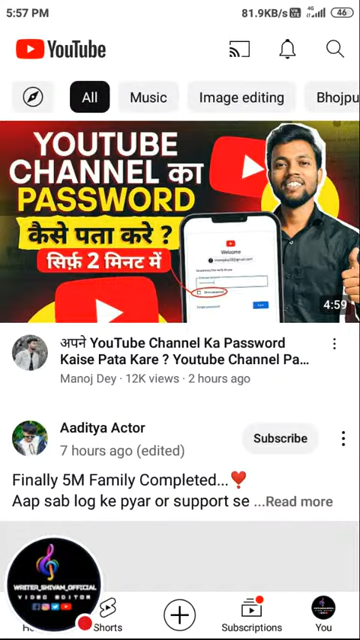 5:57 PM 81.9KB/s 4G 46
YouTube
All Music Image editing Bhojpu
YOUTUBE
CHANNEL का
PASSWORD
कैसे पता करे ?
सिर्फ़ 2 मिनट में
Welcome
4:59
अपने YouTube Channel Ka Password
Kaise Pata Kare ? Youtube Channel Pa...
Manoj Dey · 12K views · 2 hours ago
Aaditya Actor
7 hours ago (edited)
Subscribe
Finally 5M Family Completed...❣️
Aap sab log ke pyar or support se ...Read more
WRITER_SHIVAM_OFFICIAL
VIDEO EDITOR
Shorts Subscriptions You